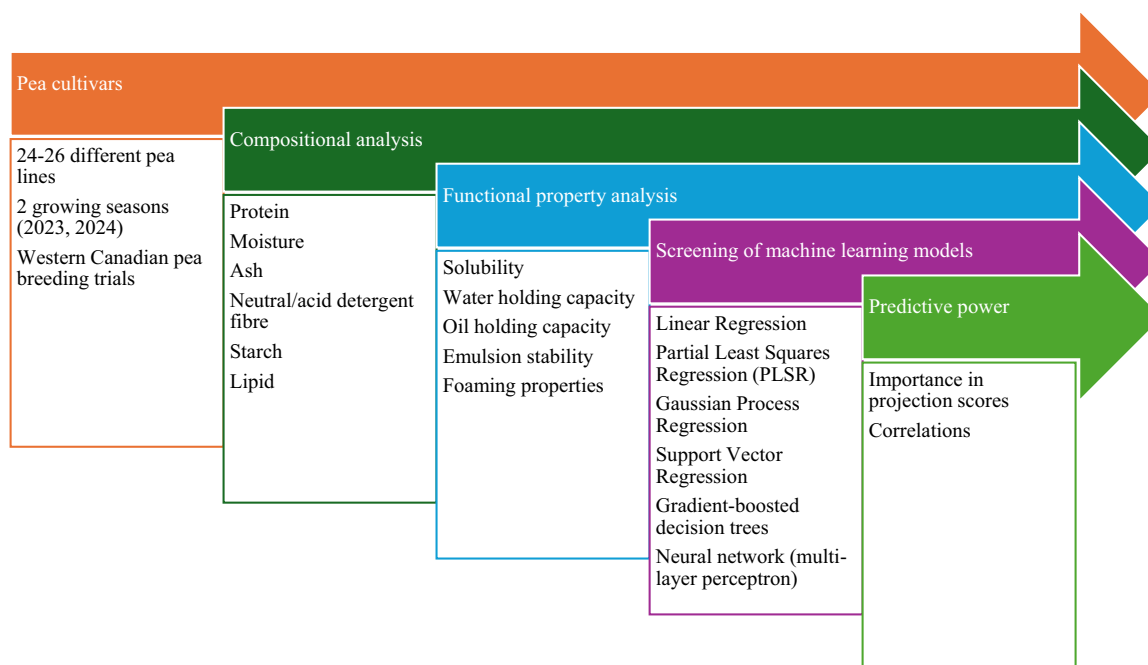 Pea cultivars
24-26 different pea
lines
2 growing seasons
(2023, 2024)
Western Canadian pea
breeding trials
Compositional analysis
Protein
Moisture
Ash
Neutral/acid detergent
fibre
Starch
Lipid
Functional property analysis
Solubility
Water holding capacity
Oil holding capacity
Emulsion stability
Foaming properties
Screening of machine learning models
Linear Regression
Partial Least Squares
Regression (PLSR)
Gaussian Process
Regression
Support Vector
Regression
Gradient-boosted
decision trees
Neural network (multi-
layer perceptron)
Predictive power
Importance in
projection scores
Correlations